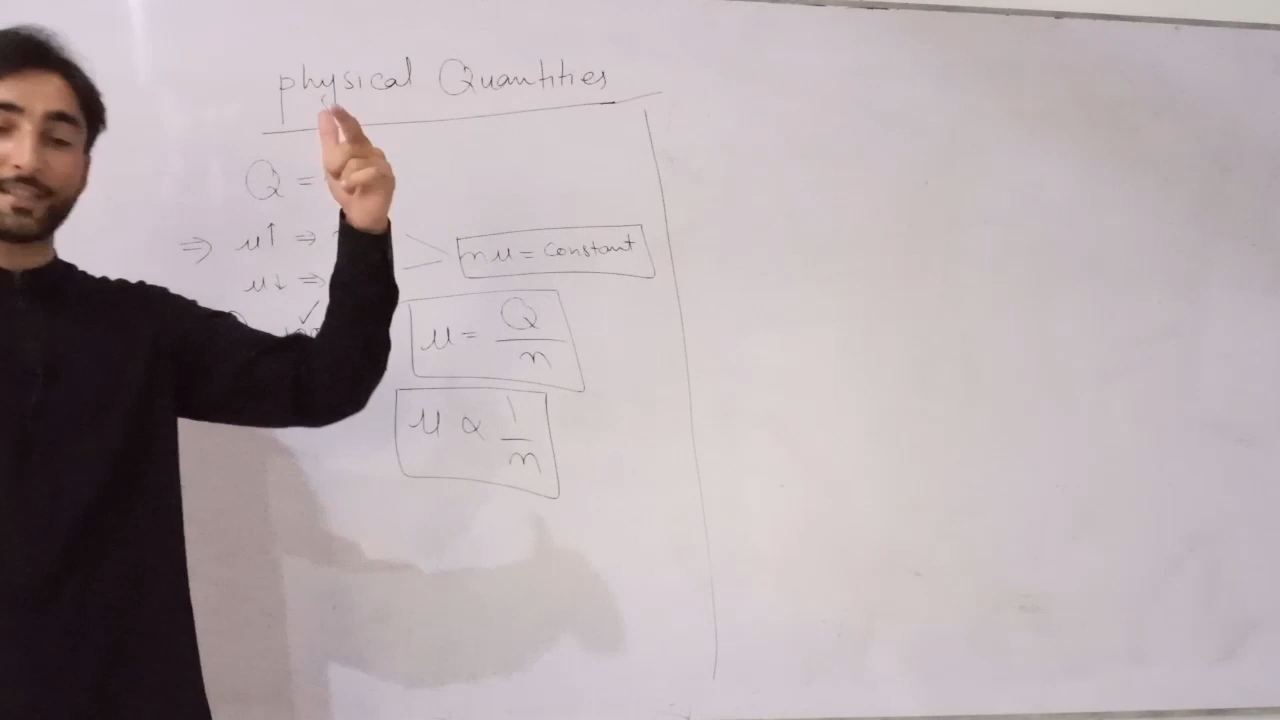 physical Quantities
Q =
⇒ u↑ ⇒
u↓ ⇒
nu = constant
u = Q/n
u ∝ 1/n